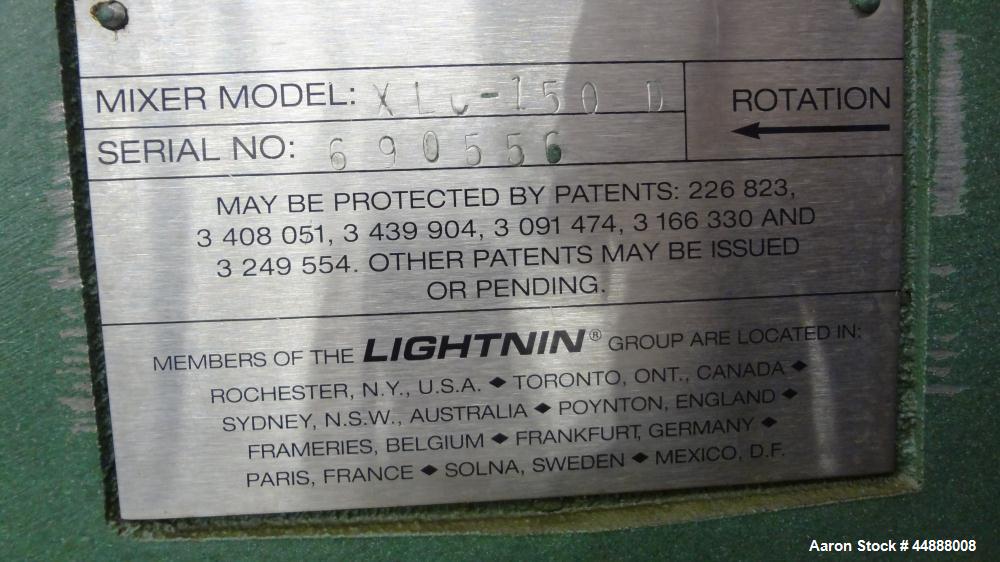 MIXER MODEL: XLC-150 D
ROTATION
SERIAL NO: 690556
MAY BE PROTECTED BY PATENTS: 226 823,
3 408 051, 3 439 904, 3 091 474, 3 166 330 AND
3 249 554. OTHER PATENTS MAY BE ISSUED
OR PENDING.
MEMBERS OF THE LIGHTNIN® GROUP ARE LOCATED IN:
ROCHESTER, N.Y., U.S.A. ◆ TORONTO, ONT., CANADA ◆
SYDNEY, N.S.W., AUSTRALIA ◆ POYNTON, ENGLAND ◆
FRAMERIES, BELGIUM ◆ FRANKFURT, GERMANY ◆
PARIS, FRANCE ◆ SOLNA, SWEDEN ◆ MEXICO, D.F.
Aaron Stock # 44888008